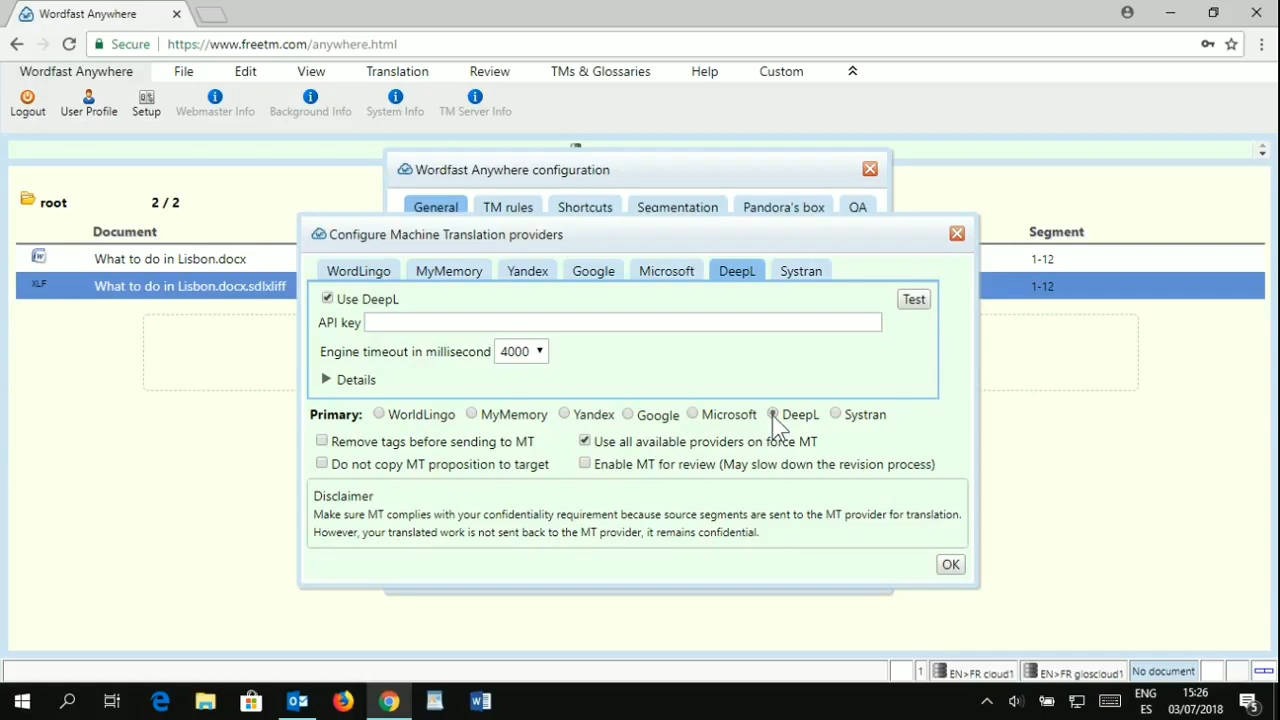 Wordfast Anywhere
Secure https://www.freetm.com/anywhere.html
Wordfast Anywhere File Edit View Translation Review TMs & Glossaries Help Custom
Logout User Profile Setup Webmaster Info Background Info System Info TM Server Info
Wordfast Anywhere configuration
root 2 / 2
General TM rules Shortcuts Segmentation Pandora's box QA
Document Segment
Configure Machine Translation providers
What to do in Lisbon.docx 1-12
WordLingo MyMemory Yandex Google Microsoft DeepL Systran
XLF What to do in Lisbon.docx.sdlxliff 1-12
Use DeepL Test
API key
Engine timeout in millisecond 4000
Details
Primary: WorldLingo MyMemory Yandex Google Microsoft DeepL Systran
Remove tags before sending to MT Use all available providers on force MT
Do not copy MT proposition to target Enable MT for review (May slow down the revision process)
Disclaimer
Make sure MT complies with your confidentiality requirement because source segments are sent to the MT provider for translation.
However, your translated work is not sent back to the MT provider, it remains confidential.
OK
1 EN>FR cloud1 EN>FR gloscloud1 No document
ENG 15:26
ES 03/07/2018 5